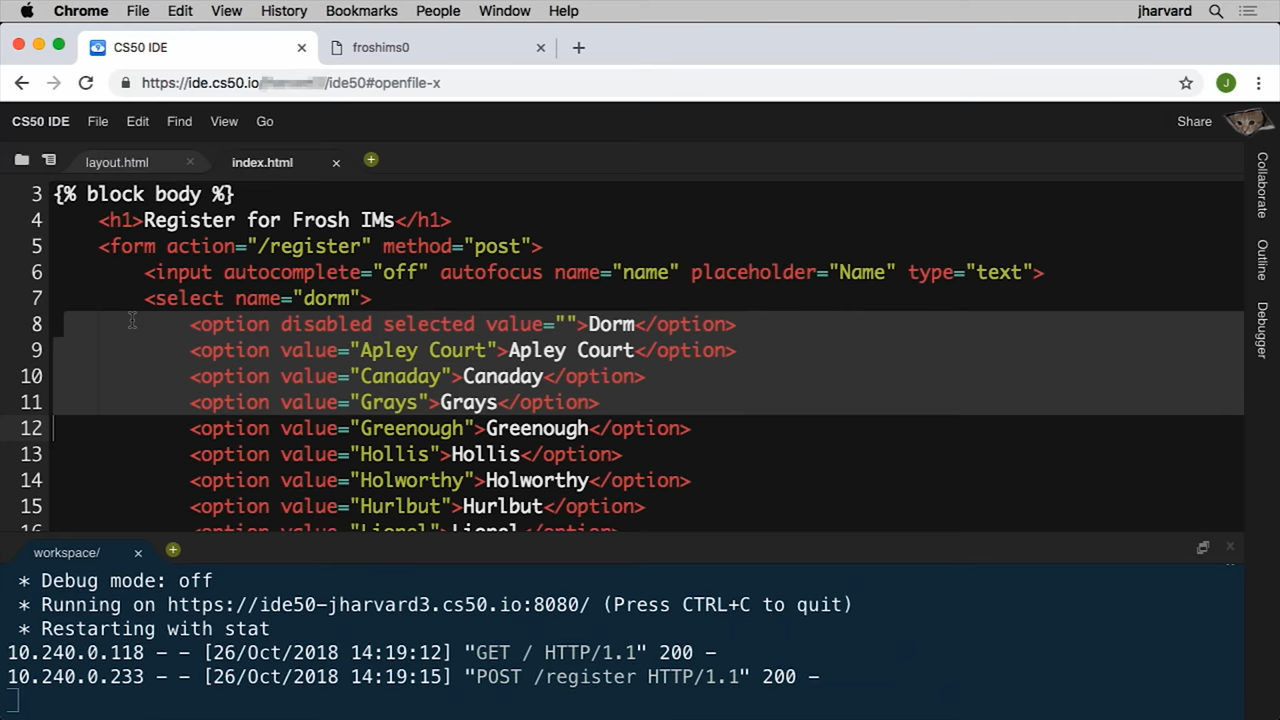 Chrome File Edit View History Bookmarks People Window Help jharvard
CS50 IDE froshims0
https://ide.cs50.io/ /ide50#openfile-x J
CS50 IDE File Edit Find View Go Share
layout.html index.html
3 {% block body %}
4 <h1>Register for Frosh IMs</h1>
5 <form action="/register" method="post">
6 <input autocomplete="off" autofocus name="name" placeholder="Name" type="text">
7 <select name="dorm">
8 <option disabled selected value="">Dorm</option>
9 <option value="Apley Court">Apley Court</option>
10 <option value="Canaday">Canaday</option>
11 <option value="Grays">Grays</option>
12 <option value="Greenough">Greenough</option>
13 <option value="Hollis">Hollis</option>
14 <option value="Holworthy">Holworthy</option>
15 <option value="Hurlbut">Hurlbut</option>
16 <option value="Lionel">Lionel</option>
Collaborate
Outline
Debugger
workspace/
* Debug mode: off
* Running on https://ide50-jharvard3.cs50.io:8080/ (Press CTRL+C to quit)
* Restarting with stat
10.240.0.118 - - [26/Oct/2018 14:19:12] "GET / HTTP/1.1" 200 -
10.240.0.233 - - [26/Oct/2018 14:19:15] "POST /register HTTP/1.1" 200 -